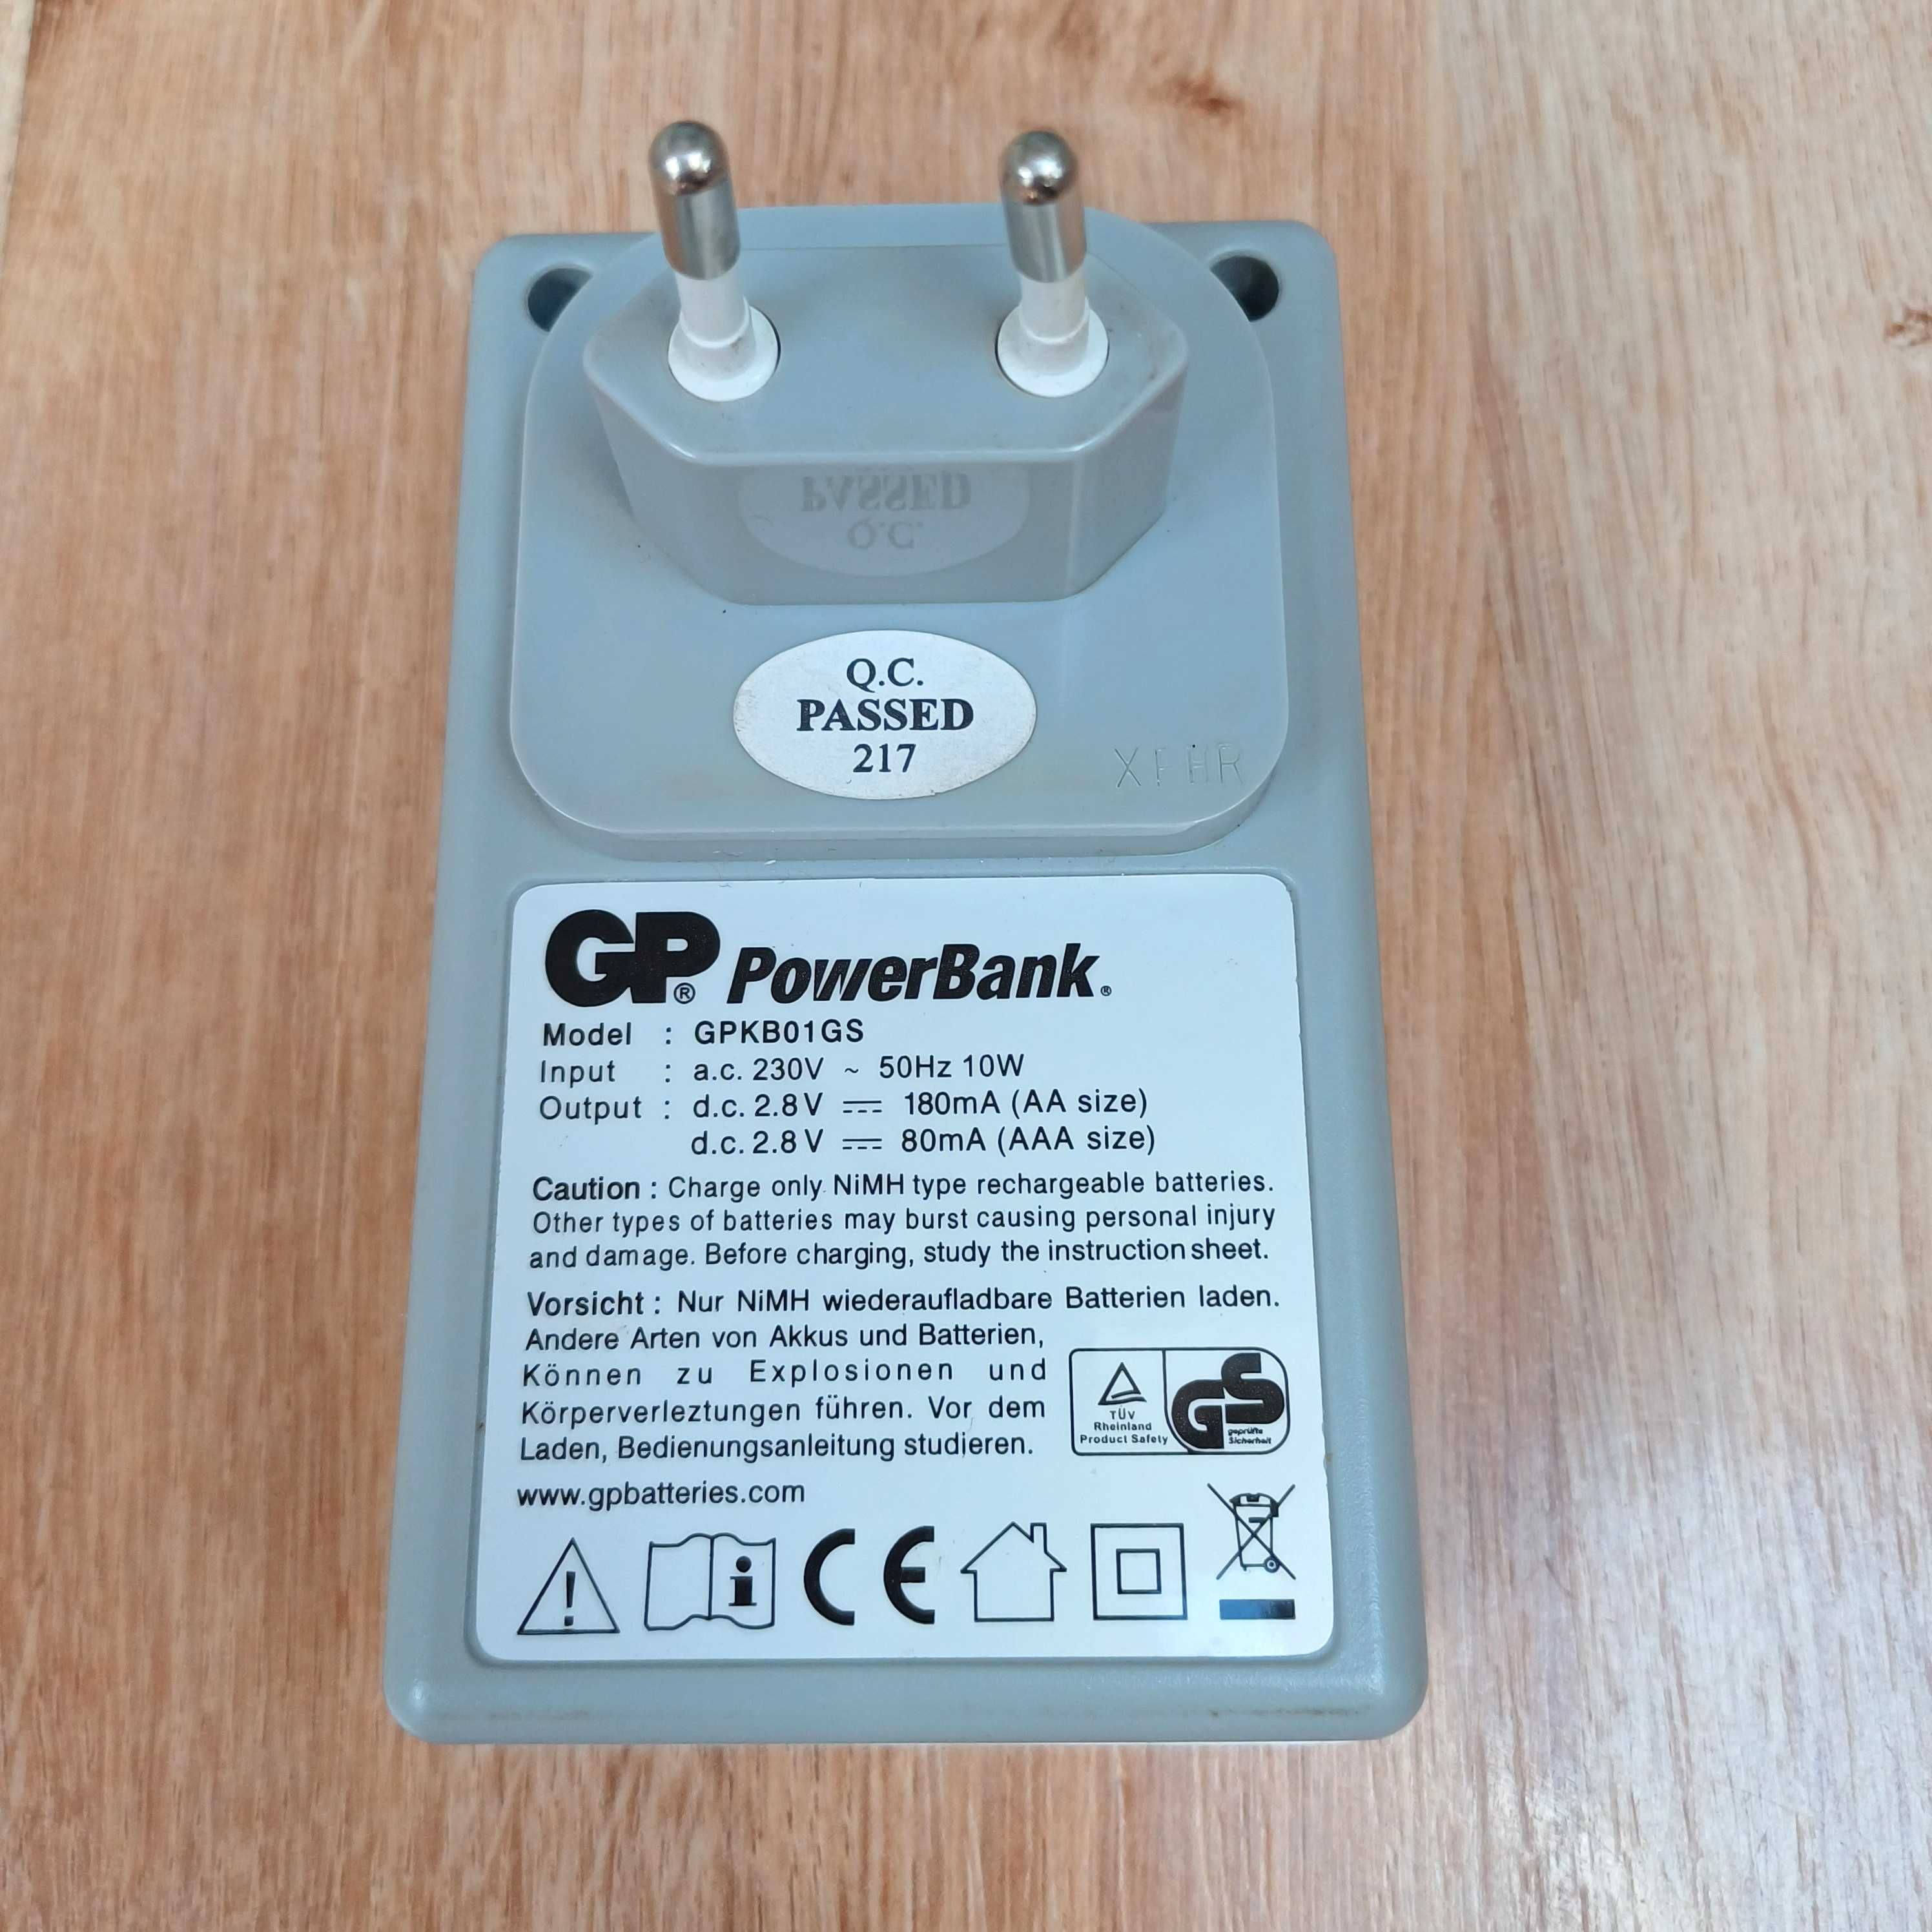 Q.C.
PASSED
217
GP® PowerBank®
Model : GPKB01GS
Input : a.c. 230V ~ 50Hz 10W
Output : d.c. 2.8V ⎓ 180mA (AA size)
d.c. 2.8V ⎓ 80mA (AAA size)
Caution : Charge only NiMH type rechargeable batteries.
Other types of batteries may burst causing personal injury
and damage. Before charging, study the instruction sheet.
Vorsicht : Nur NiMH wiederaufladbare Batterien laden.
Andere Arten von Akkus und Batterien,
Können zu Explosionen und
Körperverleztungen führen. Vor dem
Laden, Bedienungsanleitung studieren.
TÜV
Rheinland
Product Safety
GS
geprüfte
Sicherheit
www.gpbatteries.com
CE